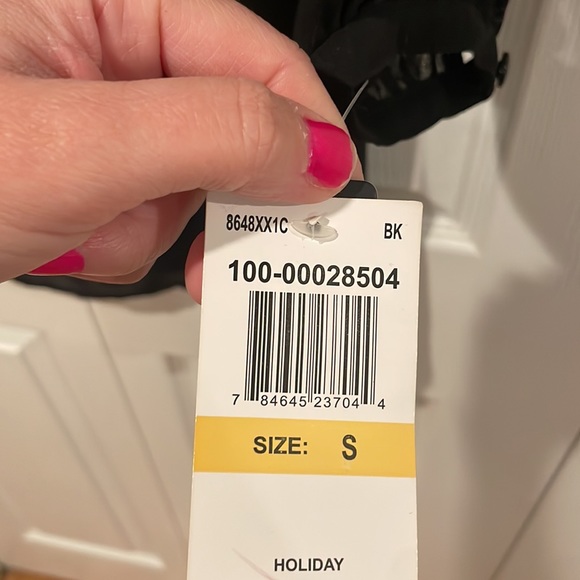 8648XX1C BK
100-00028504
7 84645 23704 4
SIZE: S
HOLIDAY